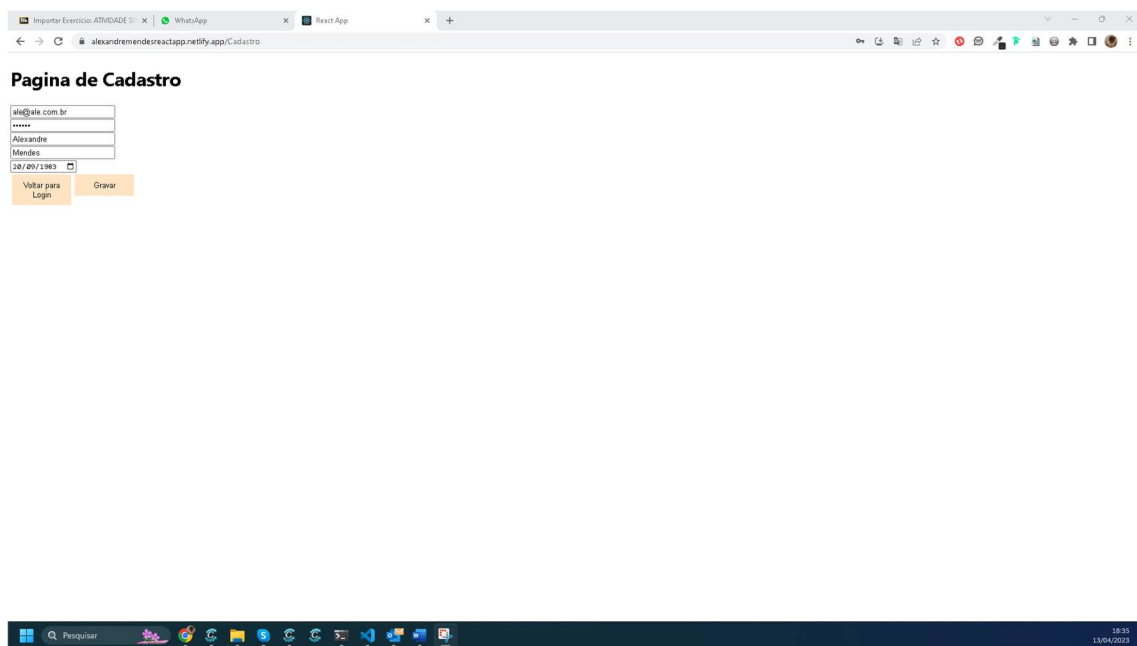 Importar Exercício: ATIVIDADE SO
WhatsApp
React App
alexandremendesreactapp.netlify.app/Cadastro
Pagina de Cadastro
ale@ale.com.br
••••••
Alexandre
Mendes
20/09/1983
Voltar para
Login
Gravar
Pesquisar
18:35
13/04/2023